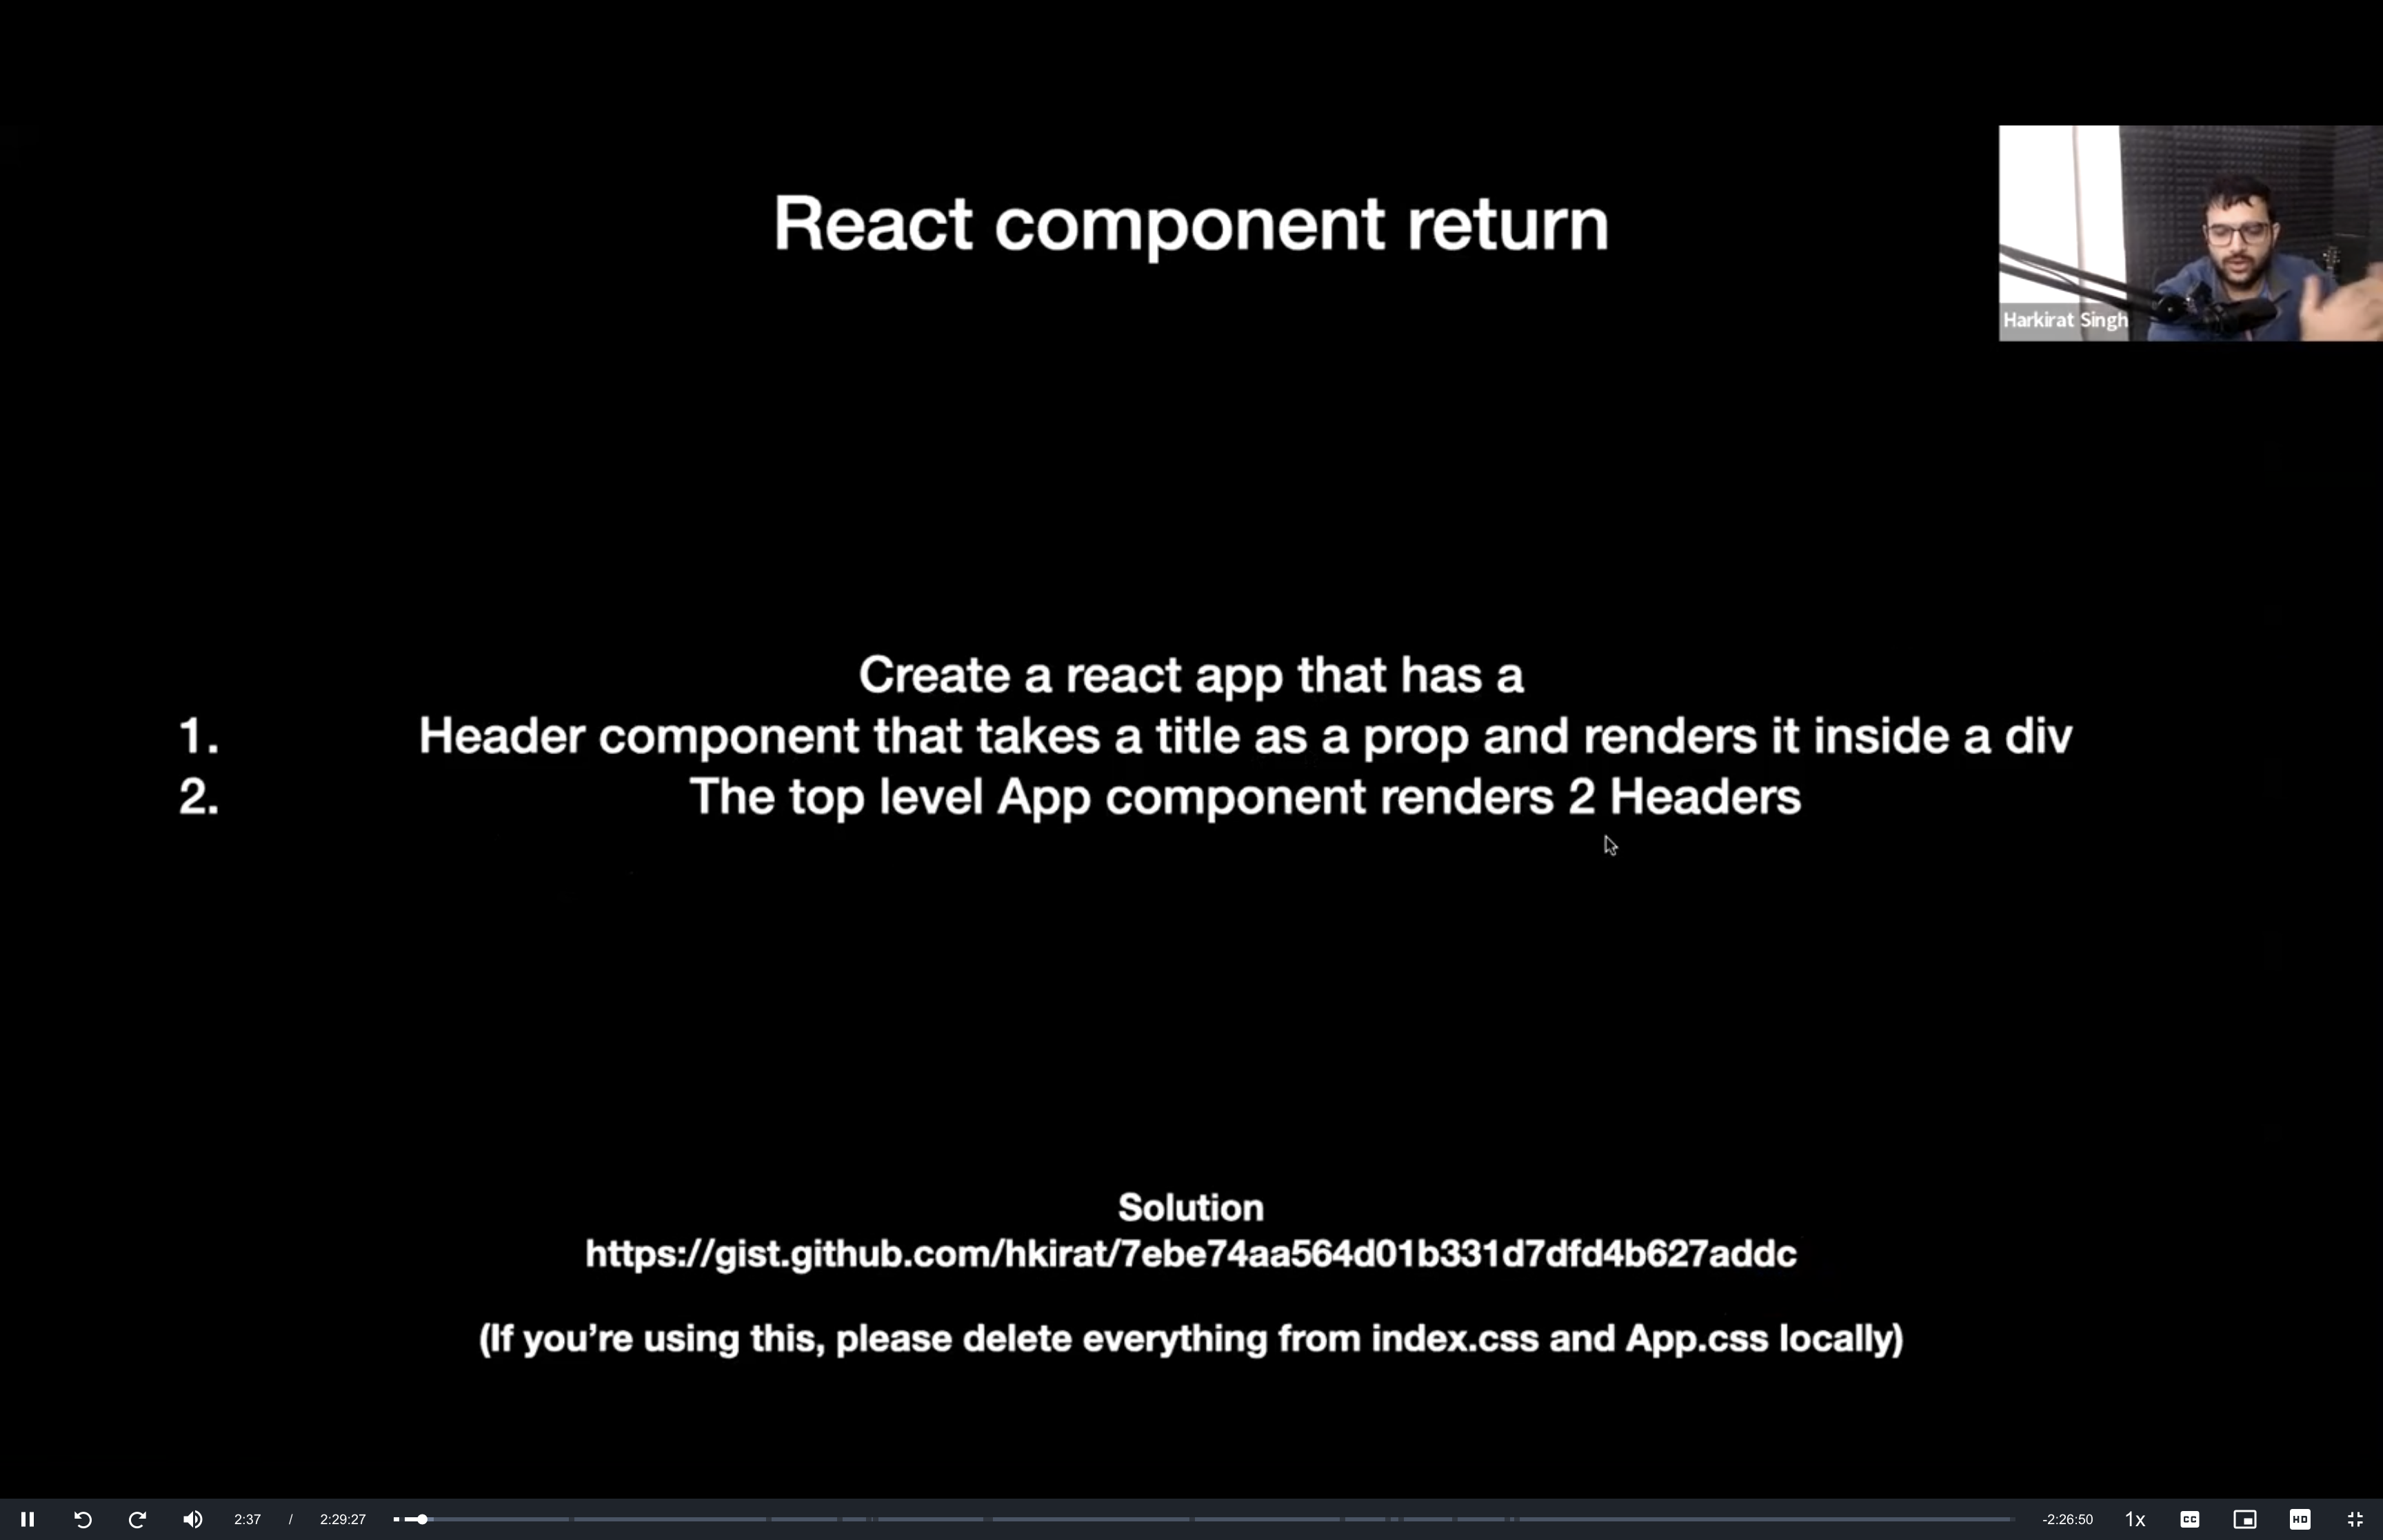 React component return
Harkirat Singh
Create a react app that has a
1. Header component that takes a title as a prop and renders it inside a div
2. The top level App component renders 2 Headers
Solution
https://gist.github.com/hkirat/7ebe74aa564d01b331d7dfd4b627addc
(If you’re using this, please delete everything from index.css and App.css locally)
2:37 / 2:29:27 -2:26:50 1x CC HD